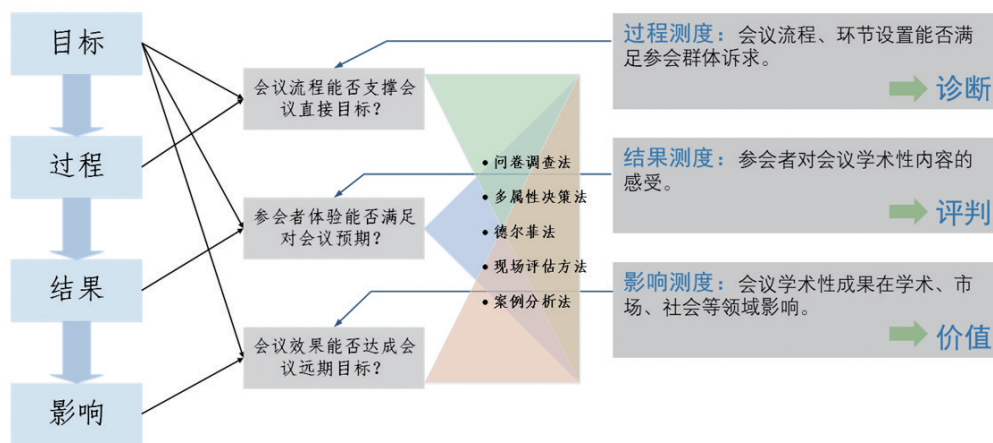 目标
过程
结果
影响
会议流程能否支撑会
议直接目标？
参会者体验能否满足
对会议预期？
会议效果能否达成会
议远期目标？
• 问卷调查法
• 多属性决策法
• 德尔菲法
• 现场评估方法
• 案例分析法
过程测度：会议流程、环节设置能否满
足参会群体诉求。
诊断
结果测度：参会者对会议学术性内容的
感受。
评判
影响测度：会议学术性成果在学术、市
场、社会等领域影响。
价值